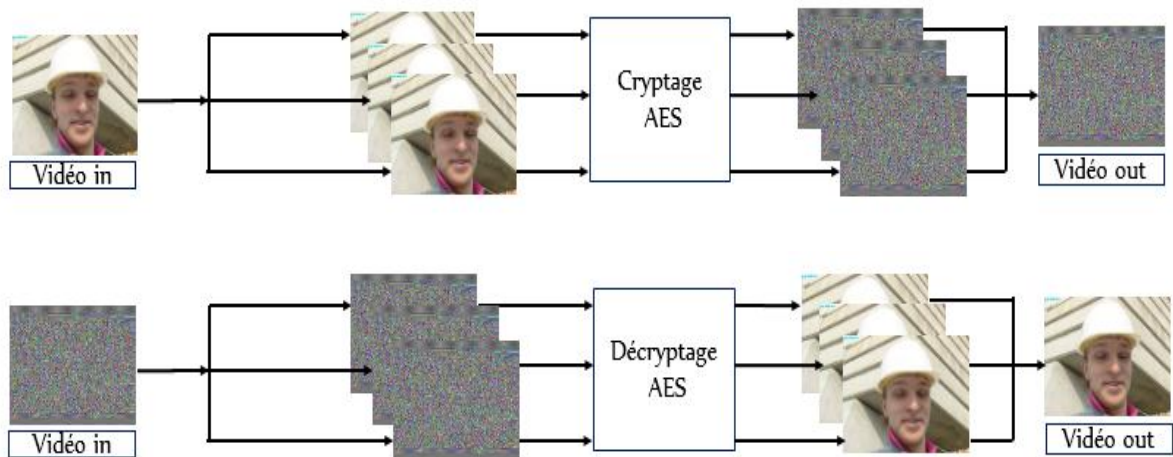 Cryptage
AES
Vidéo in
Vidéo out
Décryptage
AES
Vidéo in
Vidéo out